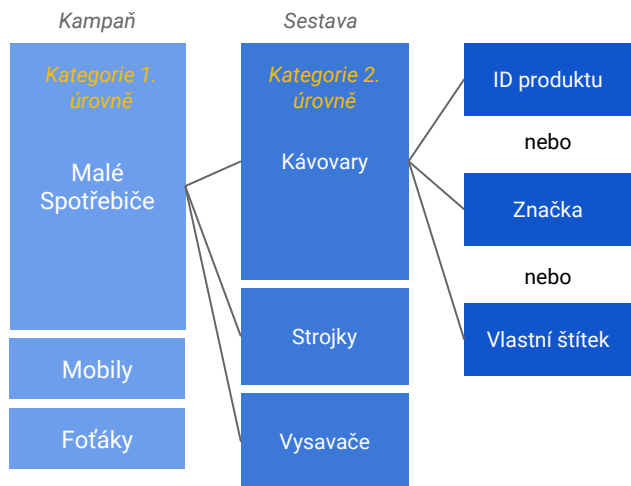 Kampaň
Sestava
Kategorie 1.
úrovně
Malé
Spotřebiče
Mobily
Foťáky
Kategorie 2.
úrovně
Kávovary
Strojky
Vysavače
ID produktu
nebo
Značka
nebo
Vlastní štítek